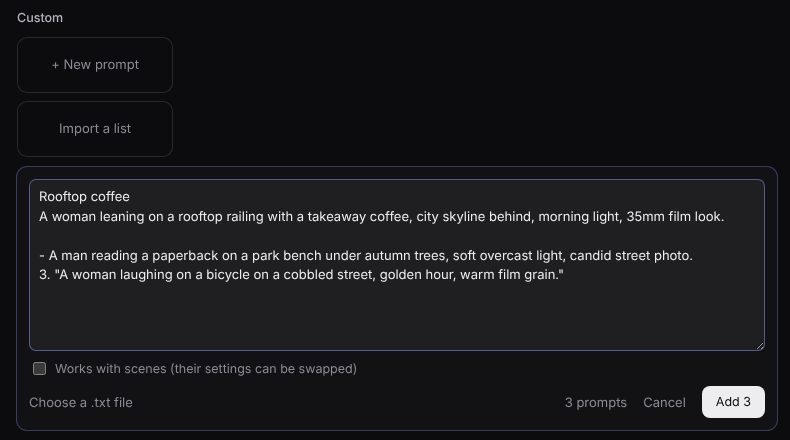 Custom
+ New prompt
Import a list
Rooftop coffee
A woman leaning on a rooftop railing with a takeaway coffee, city skyline behind, morning light, 35mm film look.
- A man reading a paperback on a park bench under autumn trees, soft overcast light, candid street photo.
3. "A woman laughing on a bicycle on a cobbled street, golden hour, warm film grain."
Works with scenes (their settings can be swapped)
Choose a .txt file
3 prompts
Cancel
Add 3